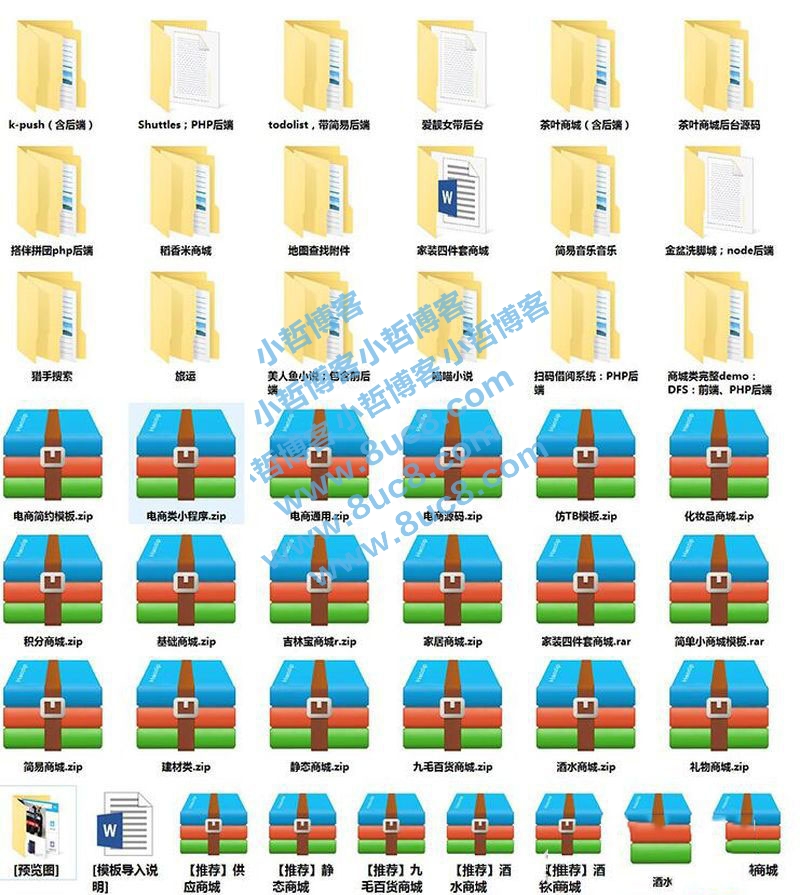 k-push（含后端）
Shuttles；PHP后端
todolist，带简易后端
爱靓女带后台
茶叶商城（含后端）
茶叶商城后台源码
搭伴拼团php后端
稻香米商城
地图查找附件
家装四件套商城
简易音乐音乐
金盆洗脚城；node后端
猎手搜索
旅运
美人鱼小说；包含前后
端
喵喵小说
扫码借阅系统：PHP后
端
商城类完整demo：
DFS：前端、PHP后端
小哲博客
小哲博客小哲博客小哲博客
小哲博客小哲博客
www.8uc8.com
www.8uc8.com
电商简约模板.zip
电商类小程序.zip
电商通用.zip
电商源码.zip
仿TB模板.zip
化妆品商城.zip
积分商城.zip
基础商城.zip
吉林宝商城r.zip
家居商城.zip
家装四件套商城.rar
简单小商城模板.rar
简易商城.zip
建材类.zip
静态商城.zip
九毛百货商城.zip
酒水商城.zip
礼物商城.zip
[预览图]
[模板导入说
明]
【推荐】供
应商城
【推荐】静
态商城
【推荐】九
毛百货商城
【推荐】酒
水商城
【推荐】酒
商城
酒水
商城